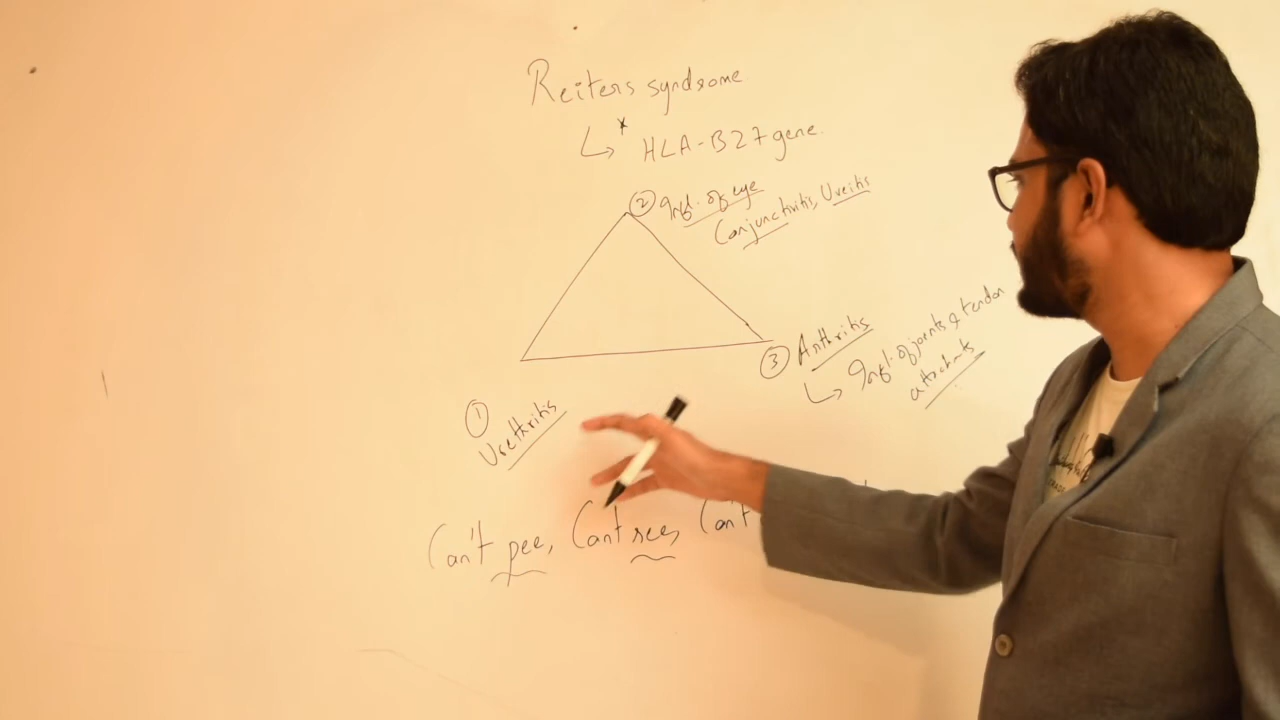 Reiters syndrome
* HLA-B27 gene.
② Infl. of eye
Conjunctivitis, Uveitis
③ Arthritis
Infl. of joints & tendon
attachments
①
Urethritis
Can't pee, Cant see, Can't